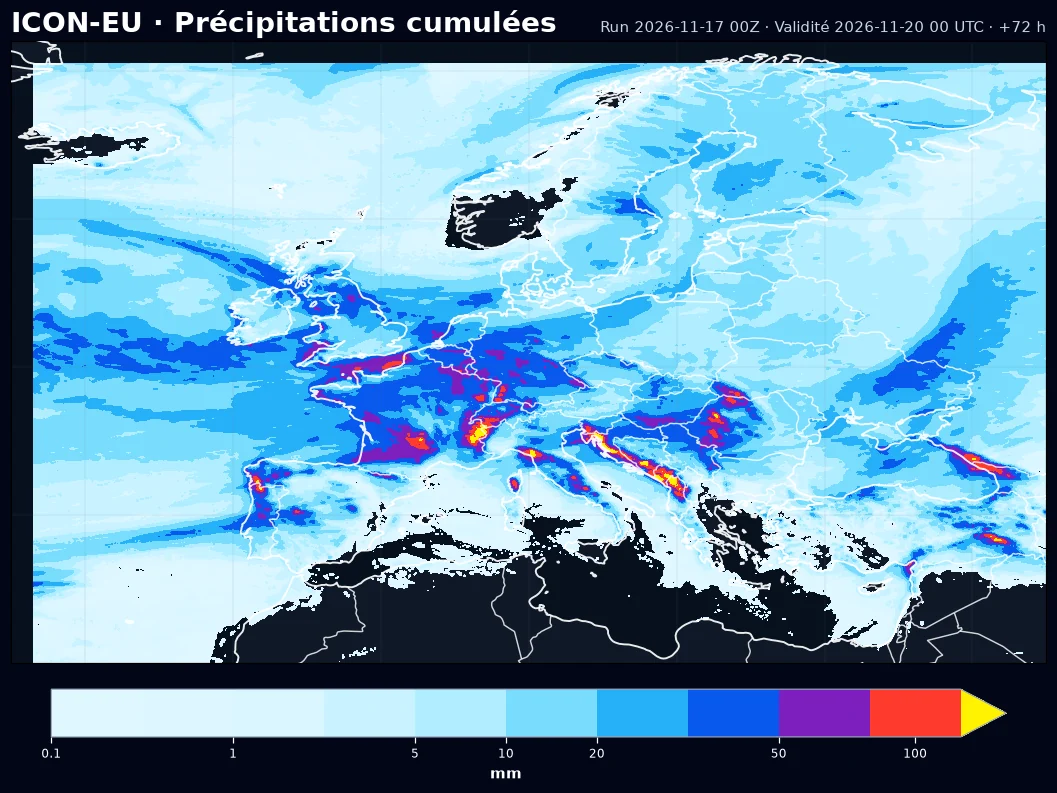 ICON-EU · Précipitations cumulées
Run 2026-11-17 00Z · Validité 2026-11-20 00 UTC · +72 h
0.1 1 5 10 20 50 100
mm